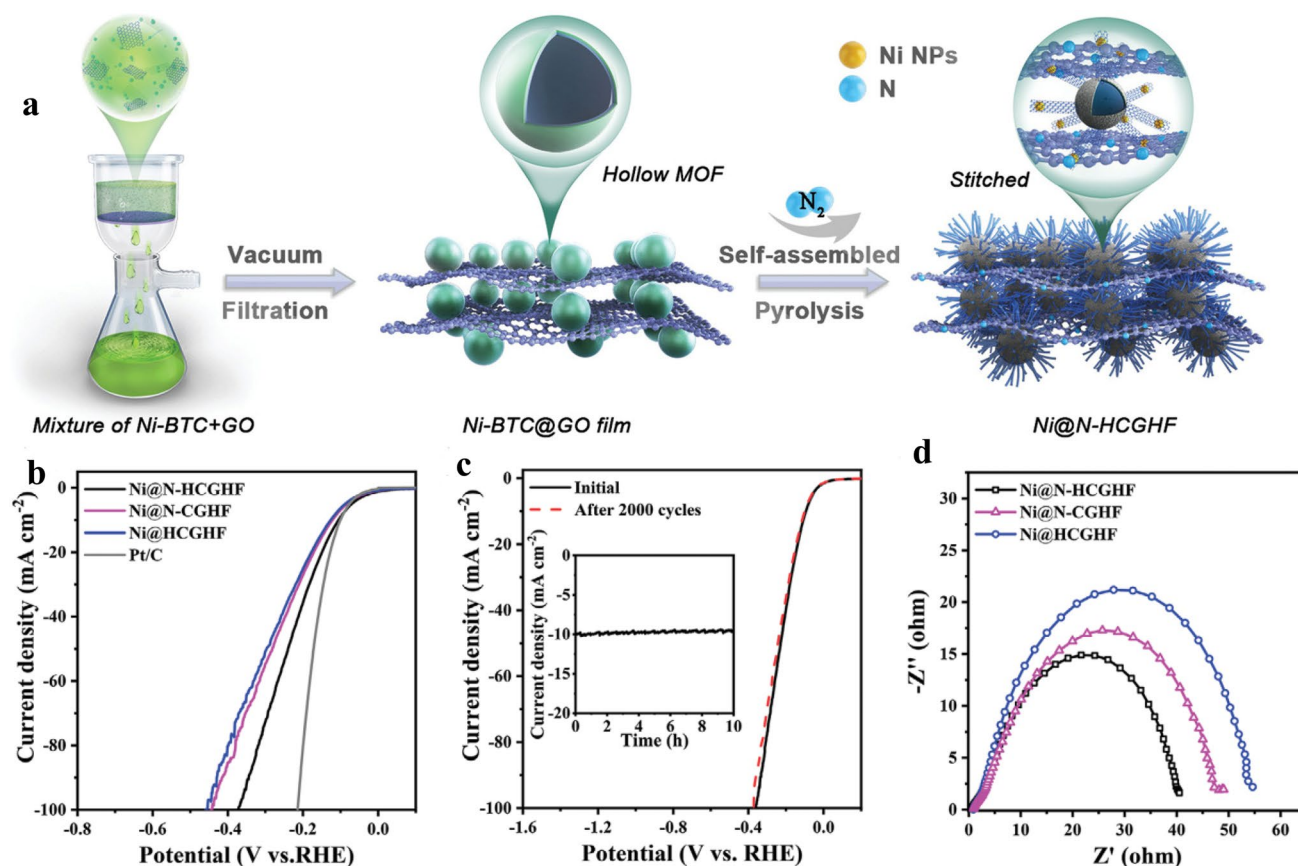 a
Ni NPs
N
Hollow MOF
Stitched
N2
Vacuum
Filtration
Self-assembled
Pyrolysis
Mixture of Ni-BTC+GO
Ni-BTC@GO film
Ni@N-HCGHF
b
Ni@N-HCGHF
Ni@N-CGHF
Ni@HCGHF
Pt/C
0
-20
-40
-60
-80
-100
-0.8
-0.6
-0.4
-0.2
0.0
Current density (mA cm-2)
Potential (V vs.RHE)
c
Initial
After 2000 cycles
0
-20
-40
-60
-80
-100
-1.6
-1.2
-0.8
-0.4
0.0
Current density (mA cm-2)
Potential (V vs. RHE)
0
-5
-10
-15
-20
0
2
4
6
8
10
Current density (mA cm-2)
Time (h)
d
Ni@N-HCGHF
Ni@N-CGHF
Ni@HCGHF
30
25
20
15
10
5
0
0
10
20
30
40
50
60
-Z'' (ohm)
Z' (ohm)